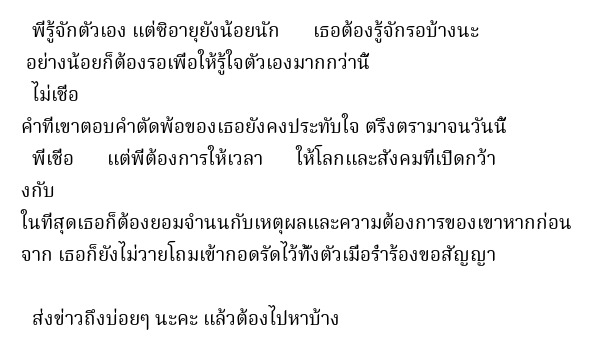 พี่รู้จักตัวเอง แต่ซิอายุยังน้อยนัก เธอต้องรู้จักรอบ้างนะ
อย่างน้อยก็ต้องรอเพื่อให้รู้ใจตัวเองมากกว่านี้
ไม่เชื่อ
คำที่เขาตอบคำตัดพ้อของเธอยังคงประทับใจ ตรึงตรามาจนวันนี้
พี่เชื่อ แต่พี่ต้องการให้เวลา ให้โลกและสังคมที่เปิดกว้า
งกับ
ในที่สุดเธอก็ต้องยอมจำนนกับเหตุผลและความต้องการของเขาหากก่อน
จาก เธอก็ยังไม่วายโถมเข้ากอดรัดไว้ทั้งตัวเมื่อร่ำร้องขอสัญญา
ส่งข่าวถึงบ่อยๆ นะคะ แล้วต้องไปหาบ้าง